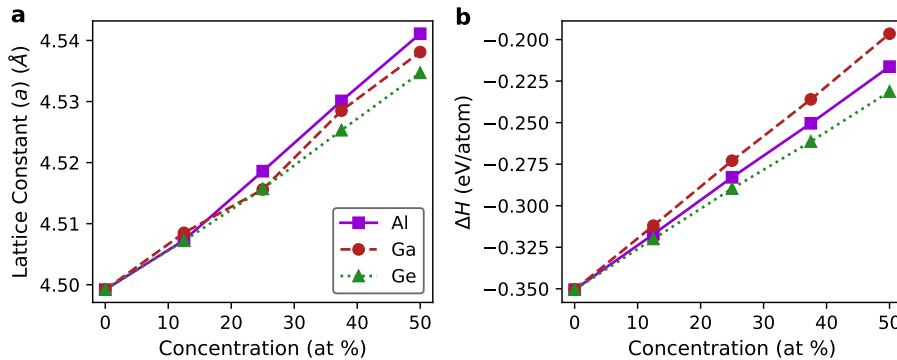 a
Lattice Constant (a) (Å)
4.54
4.53
4.52
4.51
4.50
0 10 20 30 40 50
Concentration (at %)
Al
Ga
Ge
b
ΔH (eV/atom)
−0.200
−0.225
−0.250
−0.275
−0.300
−0.325
−0.350
0 10 20 30 40 50
Concentration (at %)